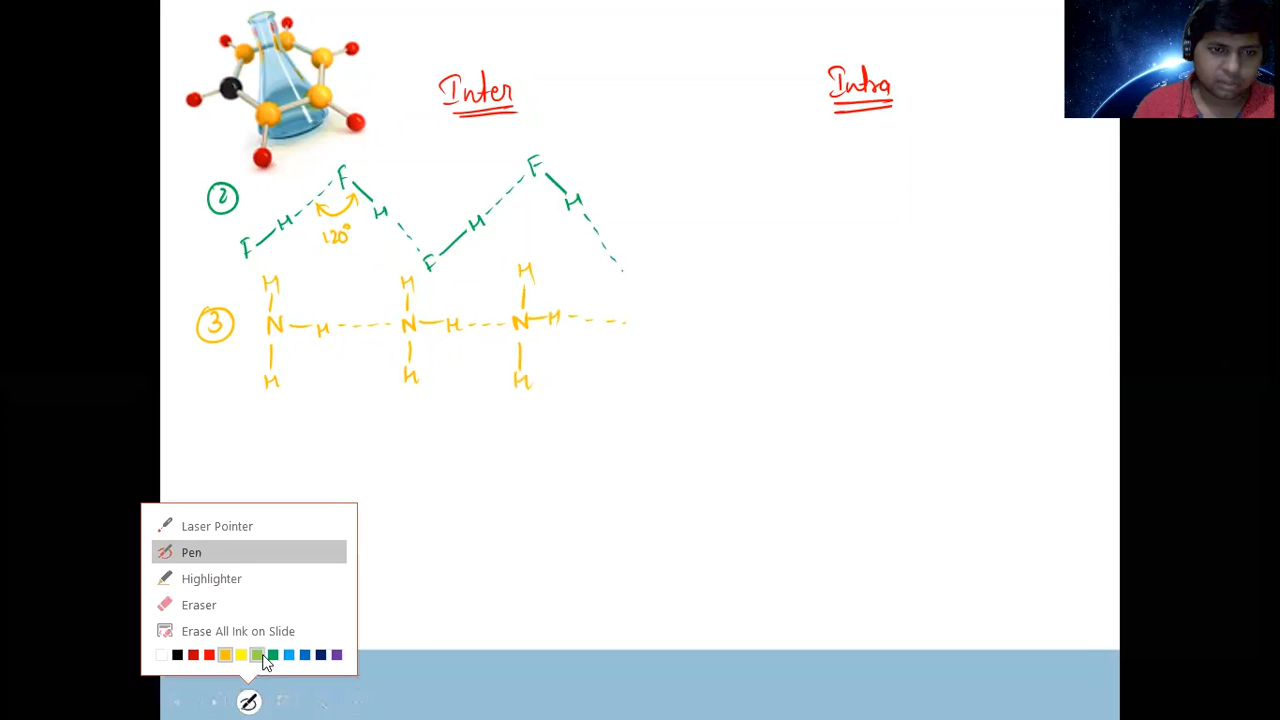 Inter
Intra
2
F H F H F H F H
120°
H H H
3 N H N H N H
H H H
Laser Pointer
Pen
Highlighter
Eraser
Erase All Ink on Slide